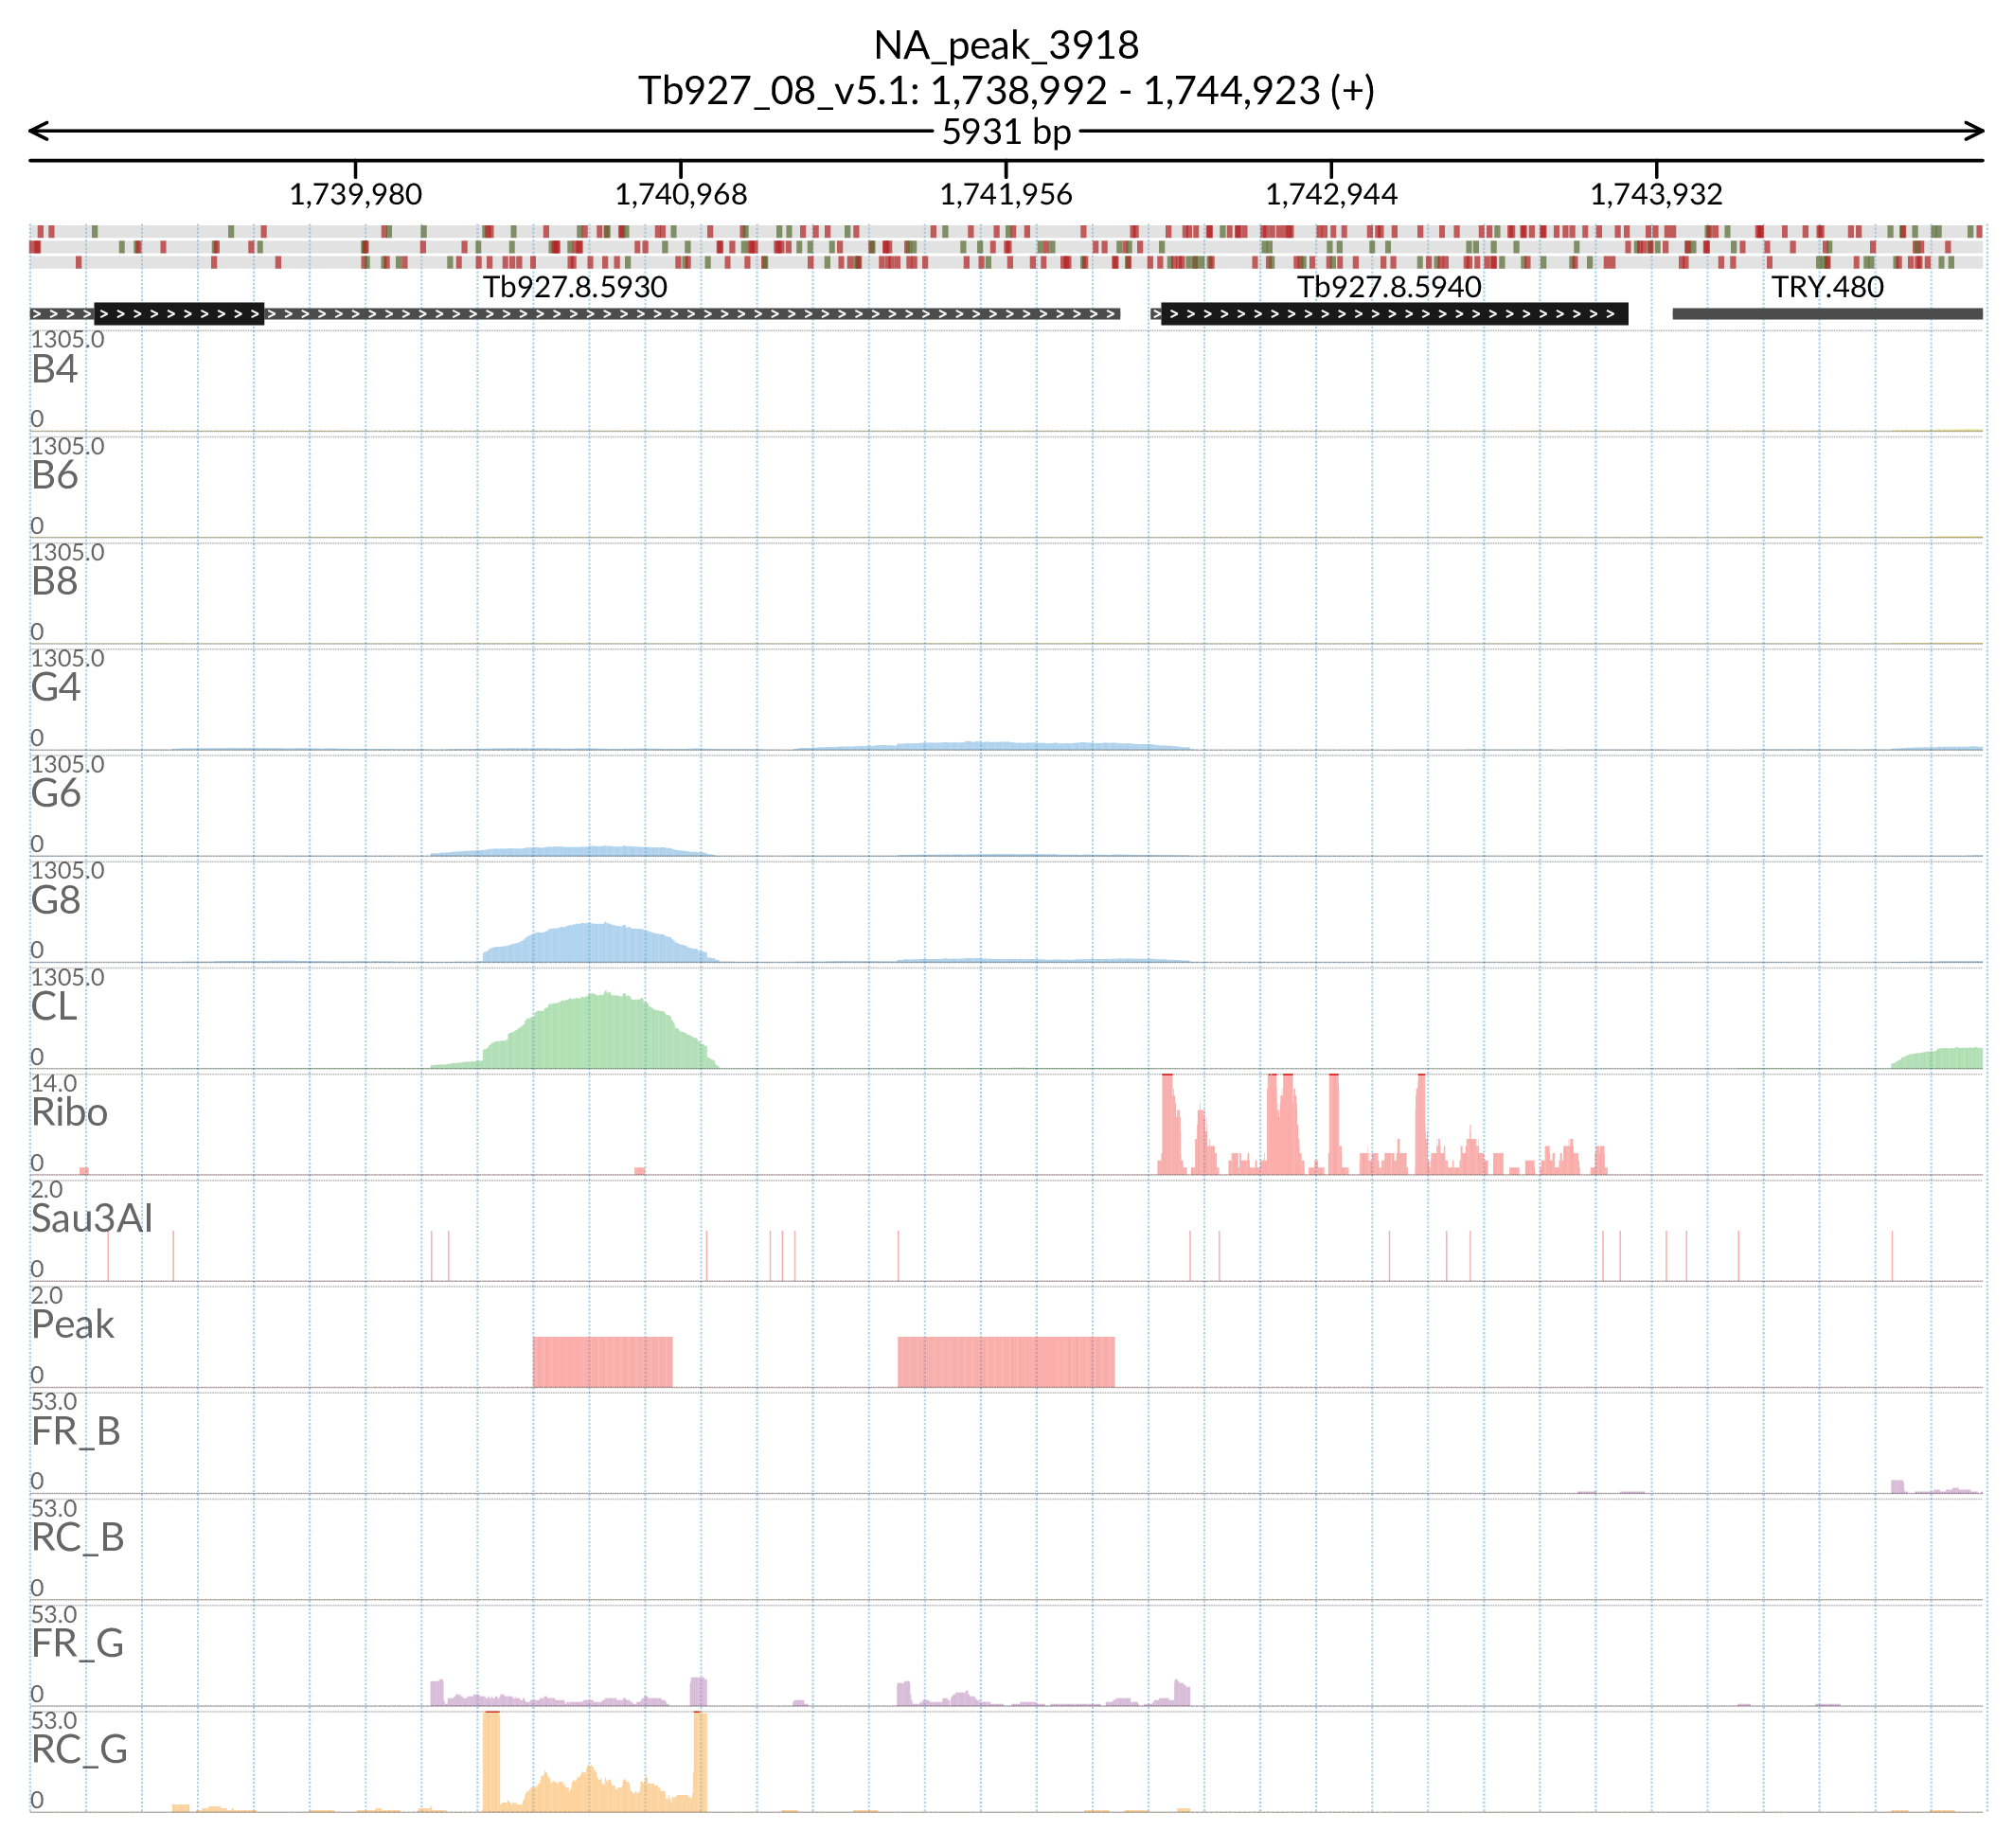 NA_peak_3918
Tb927_08_v5.1: 1,738,992 - 1,744,923 (+)
5931 bp
1,739,980 1,740,968 1,741,956 1,742,944 1,743,932
Tb927.8.5930 Tb927.8.5940 TRY.480
1305.0
B4
0
1305.0
B6
0
1305.0
B8
0
1305.0
G4
0
1305.0
G6
0
1305.0
G8
0
1305.0
CL
0
14.0
Ribo
0
2.0
Sau3AI
0
2.0
Peak
0
53.0
FR_B
0
53.0
RC_B
0
53.0
FR_G
0
53.0
RC_G
0